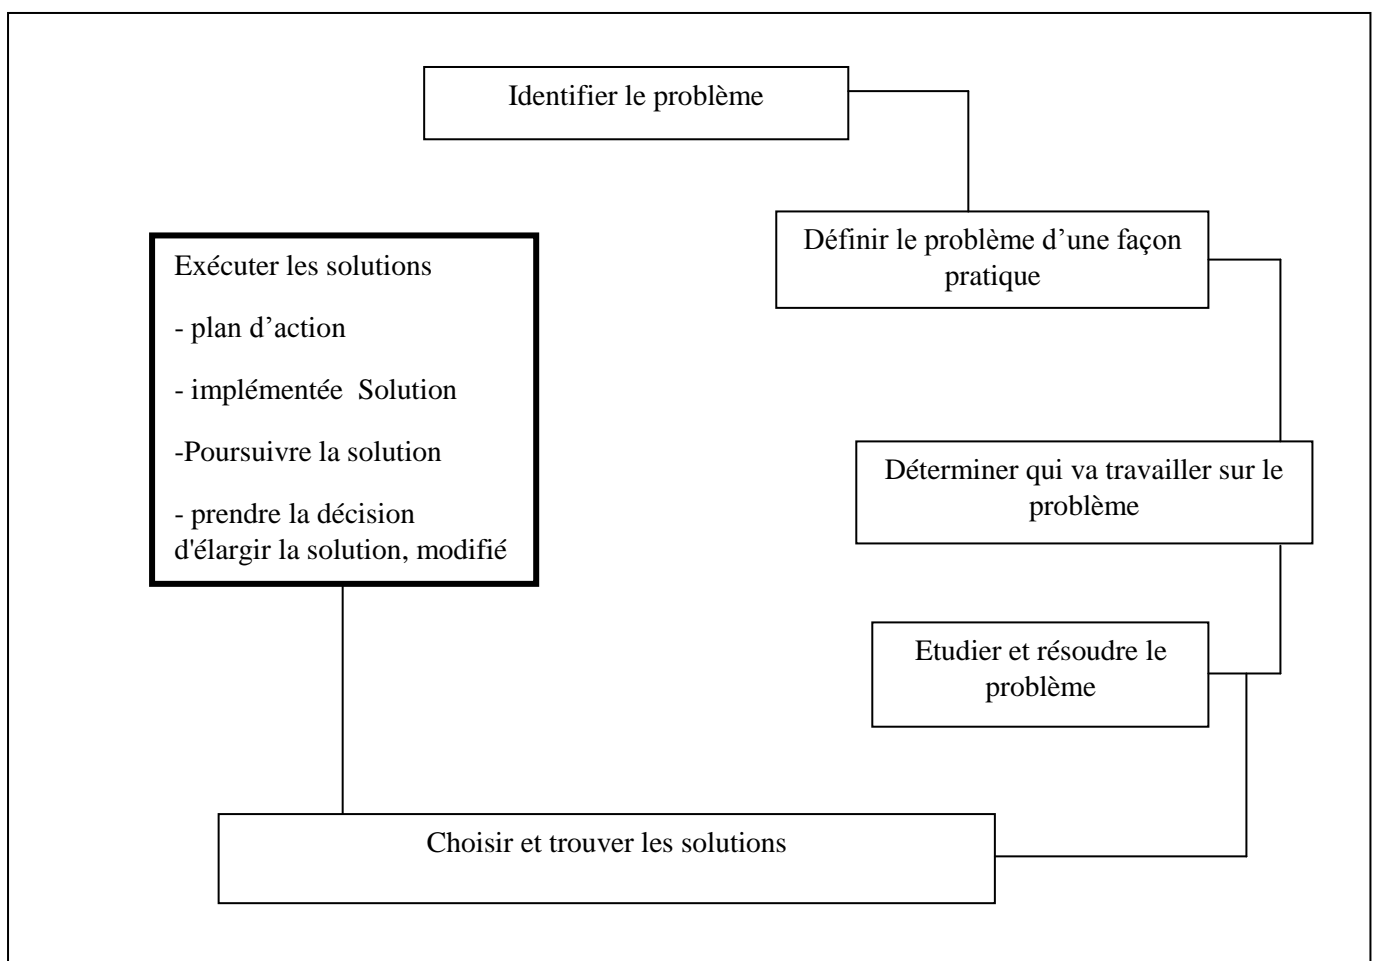 Identifier le problème
Définir le problème d’une façon
pratique
Déterminer qui va travailler sur le
problème
Etudier et résoudre le
problème
Choisir et trouver les solutions
Exécuter les solutions
- plan d’action
- implémentée  Solution
-Poursuivre la solution
- prendre la décision
d'élargir la solution, modifié